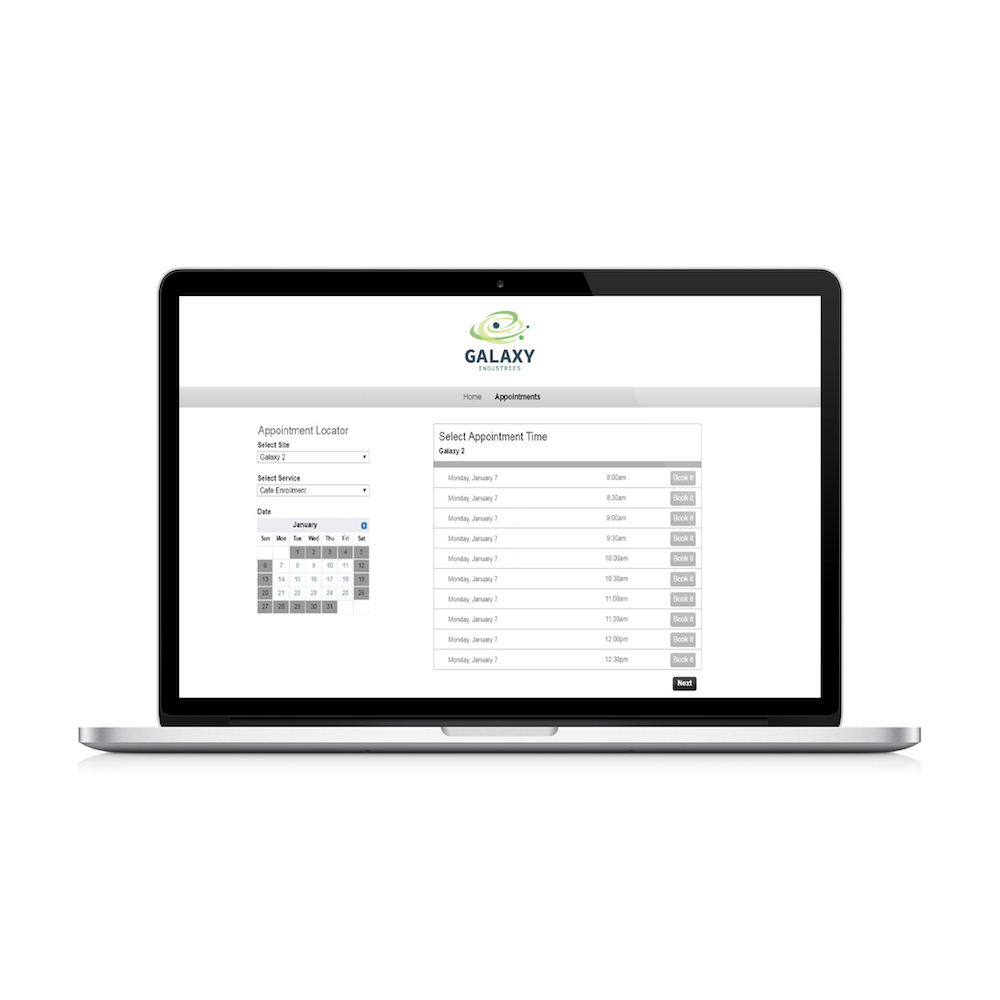 GALAXY
INDUSTRIES
Home Appointments
Appointment Locator
Select Site
Galaxy 2
Select Service
Cafe Enrollment
Date
January
Sun Mon Tue Wed Thu Fri Sat
1 2 3 4 5
6 7 8 9 10 11 12
13 14 15 16 17 18 19
20 21 22 23 24 25 26
27 28 29 30 31
Select Appointment Time
Galaxy 2
Monday, January 7 8:00am Book it
Monday, January 7 8:30am Book it
Monday, January 7 9:00am Book it
Monday, January 7 9:30am Book it
Monday, January 7 10:00am Book it
Monday, January 7 10:30am Book it
Monday, January 7 11:00am Book it
Monday, January 7 11:30am Book it
Monday, January 7 12:00pm Book it
Monday, January 7 12:30pm Book it
Next